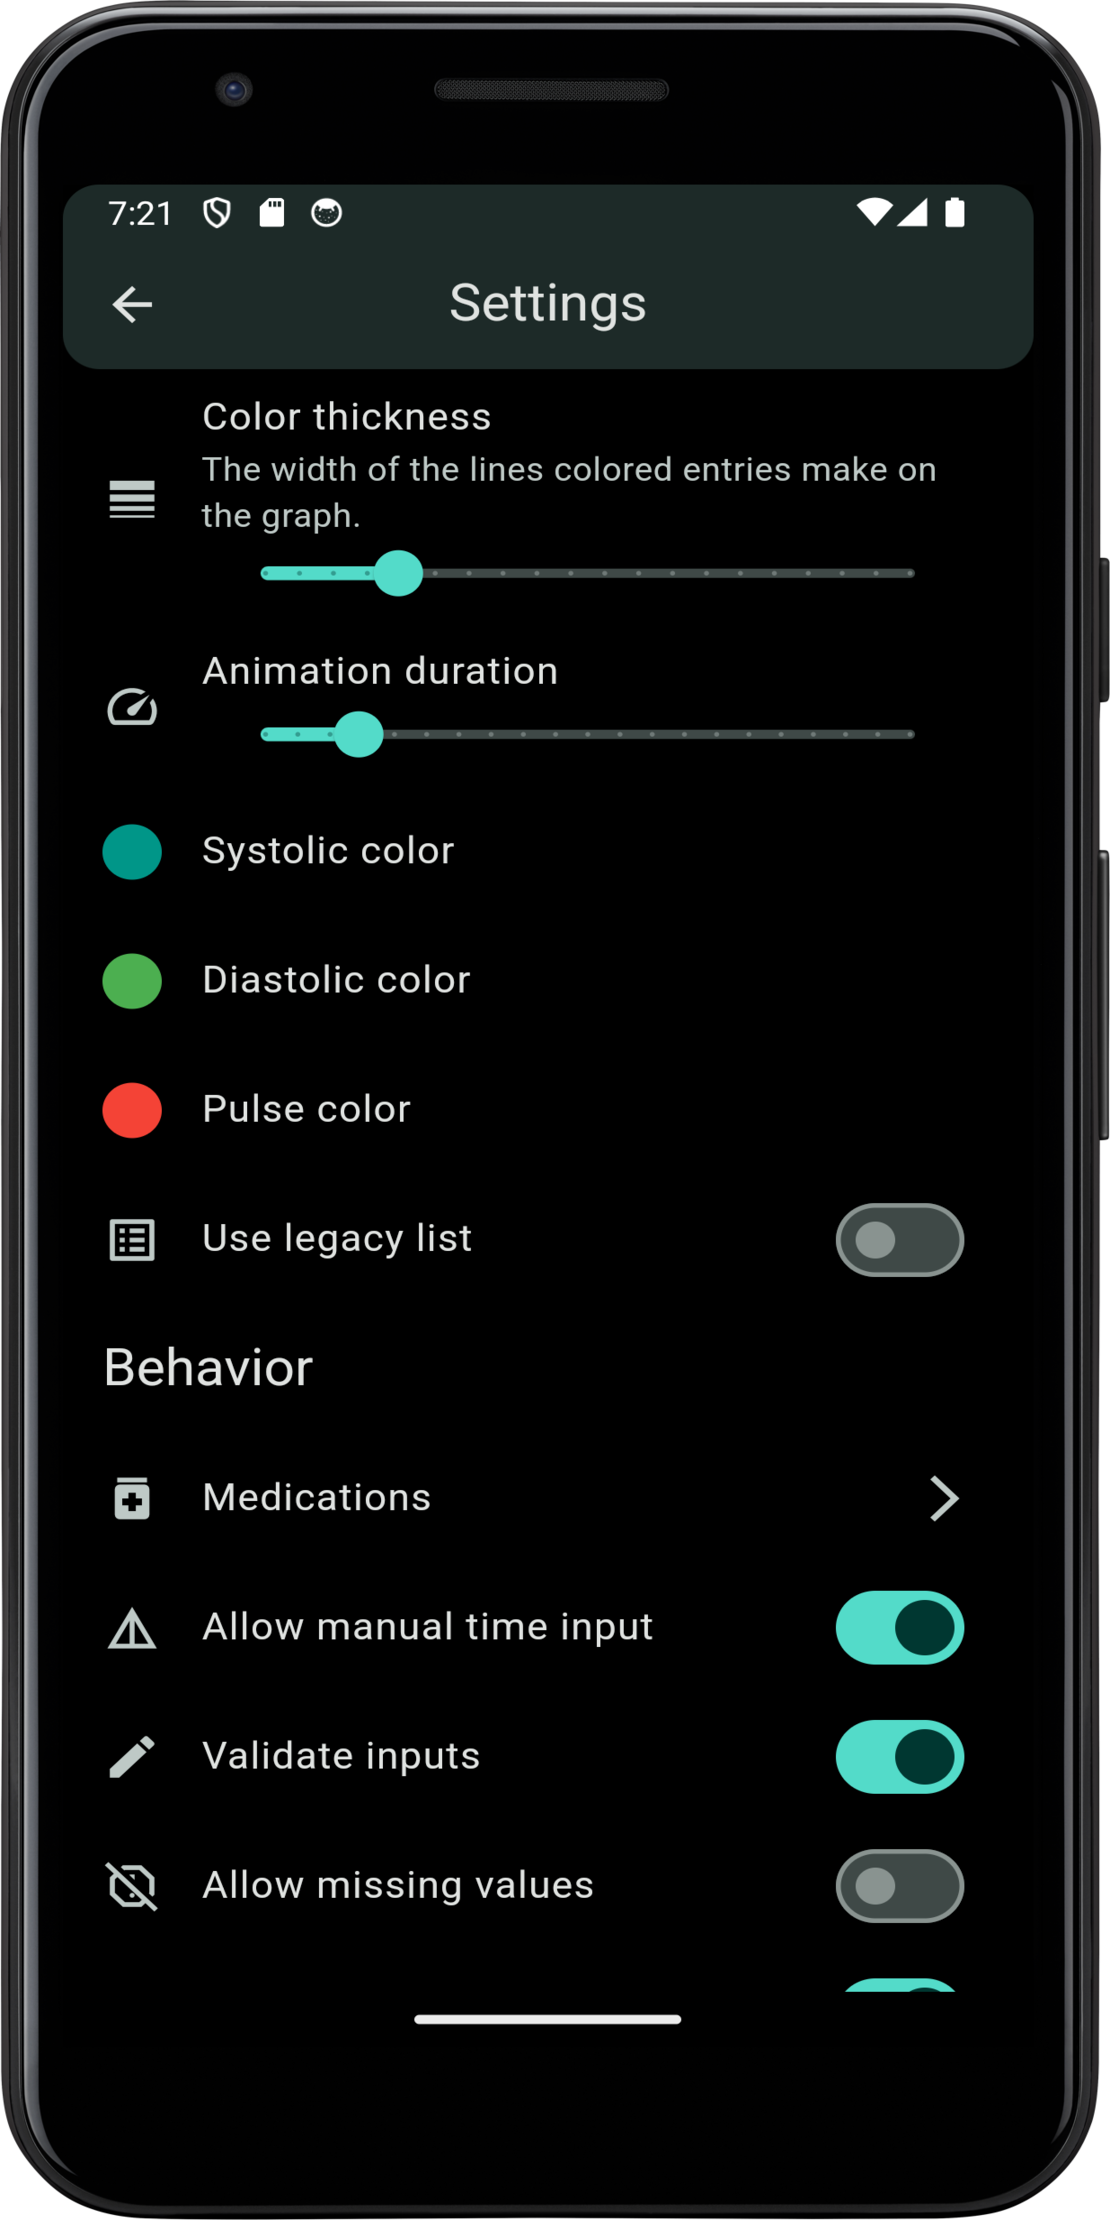 7:21
Settings
Color thickness
The width of the lines colored entries make on
the graph.
Animation duration
Systolic color
Diastolic color
Pulse color
Use legacy list
Behavior
Medications
Allow manual time input
Validate inputs
Allow missing values